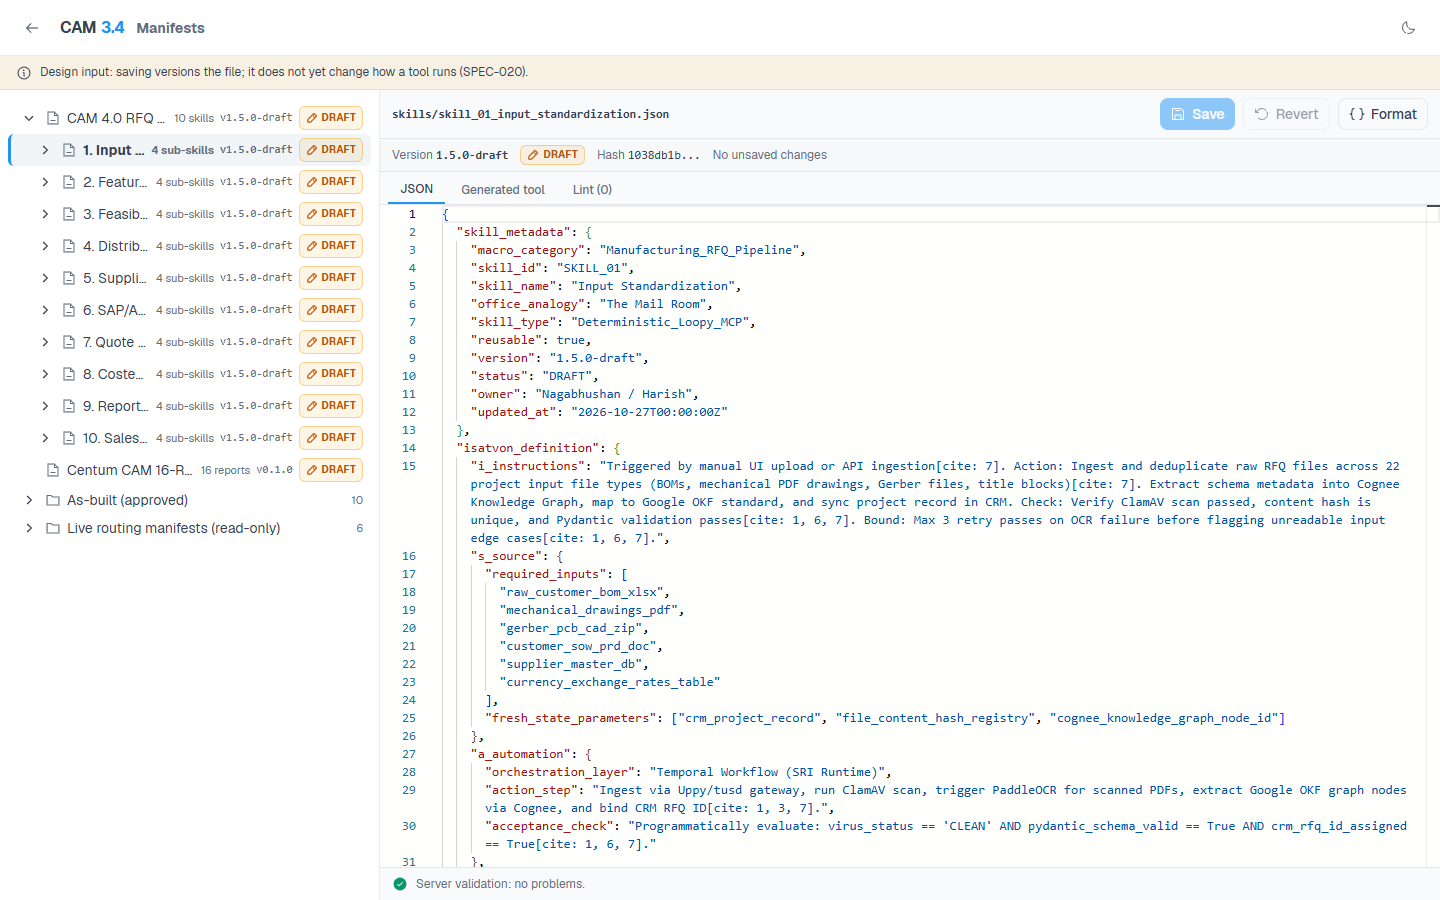 CAM 3.4 Manifests
Design input: saving versions the file; it does not yet change how a tool runs (SPEC-020).
CAM 4.0 RFQ ... 10 skills v1.5.0-draft DRAFT
1. Input ... 4 sub-skills v1.5.0-draft DRAFT
2. Featur... 4 sub-skills v1.5.0-draft DRAFT
3. Feasib... 4 sub-skills v1.5.0-draft DRAFT
4. Distrib... 4 sub-skills v1.5.0-draft DRAFT
5. Suppli... 4 sub-skills v1.5.0-draft DRAFT
6. SAP/A... 4 sub-skills v1.5.0-draft DRAFT
7. Quote ... 4 sub-skills v1.5.0-draft DRAFT
8. Coste... 4 sub-skills v1.5.0-draft DRAFT
9. Report... 4 sub-skills v1.5.0-draft DRAFT
10. Sales... 4 sub-skills v1.5.0-draft DRAFT
Centum CAM 16-R... 16 reports v0.1.0 DRAFT
As-built (approved) 10
Live routing manifests (read-only) 6
skills/skill_01_input_standardization.json
Save Revert {} Format
Version 1.5.0-draft DRAFT Hash 1038db1b... No unsaved changes
JSON Generated tool Lint (0)
1 {
2 "skill_metadata": {
3 "macro_category": "Manufacturing_RFQ_Pipeline",
4 "skill_id": "SKILL_01",
5 "skill_name": "Input Standardization",
6 "office_analogy": "The Mail Room",
7 "skill_type": "Deterministic_Loopy_MCP",
8 "reusable": true,
9 "version": "1.5.0-draft",
10 "status": "DRAFT",
11 "owner": "Nagabhushan / Harish",
12 "updated_at": "2026-10-27T00:00:00Z"
13 },
14 "isatvon_definition": {
15 "i_instructions": "Triggered by manual UI upload or API ingestion[cite: 7]. Action: Ingest and deduplicate raw RFQ files across 22
project input file types (BOMs, mechanical PDF drawings, Gerber files, title blocks)[cite: 7]. Extract schema metadata into Cognee
Knowledge Graph, map to Google OKF standard, and sync project record in CRM. Check: Verify ClamAV scan passed, content hash is
unique, and Pydantic validation passes[cite: 1, 6, 7]. Bound: Max 3 retry passes on OCR failure before flagging unreadable input
edge cases[cite: 1, 6, 7].",
16 "s_source": {
17 "required_inputs": [
18 "raw_customer_bom_xlsx",
19 "mechanical_drawings_pdf",
20 "gerber_pcb_cad_zip",
21 "customer_sow_prd_doc",
22 "supplier_master_db",
23 "currency_exchange_rates_table"
24 ],
25 "fresh_state_parameters": ["crm_project_record", "file_content_hash_registry", "cognee_knowledge_graph_node_id"]
26 },
27 "a_automation": {
28 "orchestration_layer": "Temporal Workflow (SRI Runtime)",
29 "action_step": "Ingest via Uppy/tusd gateway, run ClamAV scan, trigger PaddleOCR for scanned PDFs, extract Google OKF graph nodes
via Cognee, and bind CRM RFQ ID[cite: 1, 3, 7].",
30 "acceptance_check": "Programmatically evaluate: virus_status == 'CLEAN' AND pydantic_schema_valid == True AND crm_rfq_id_assigned
== True[cite: 1, 6, 7]."
31 },
Server validation: no problems.